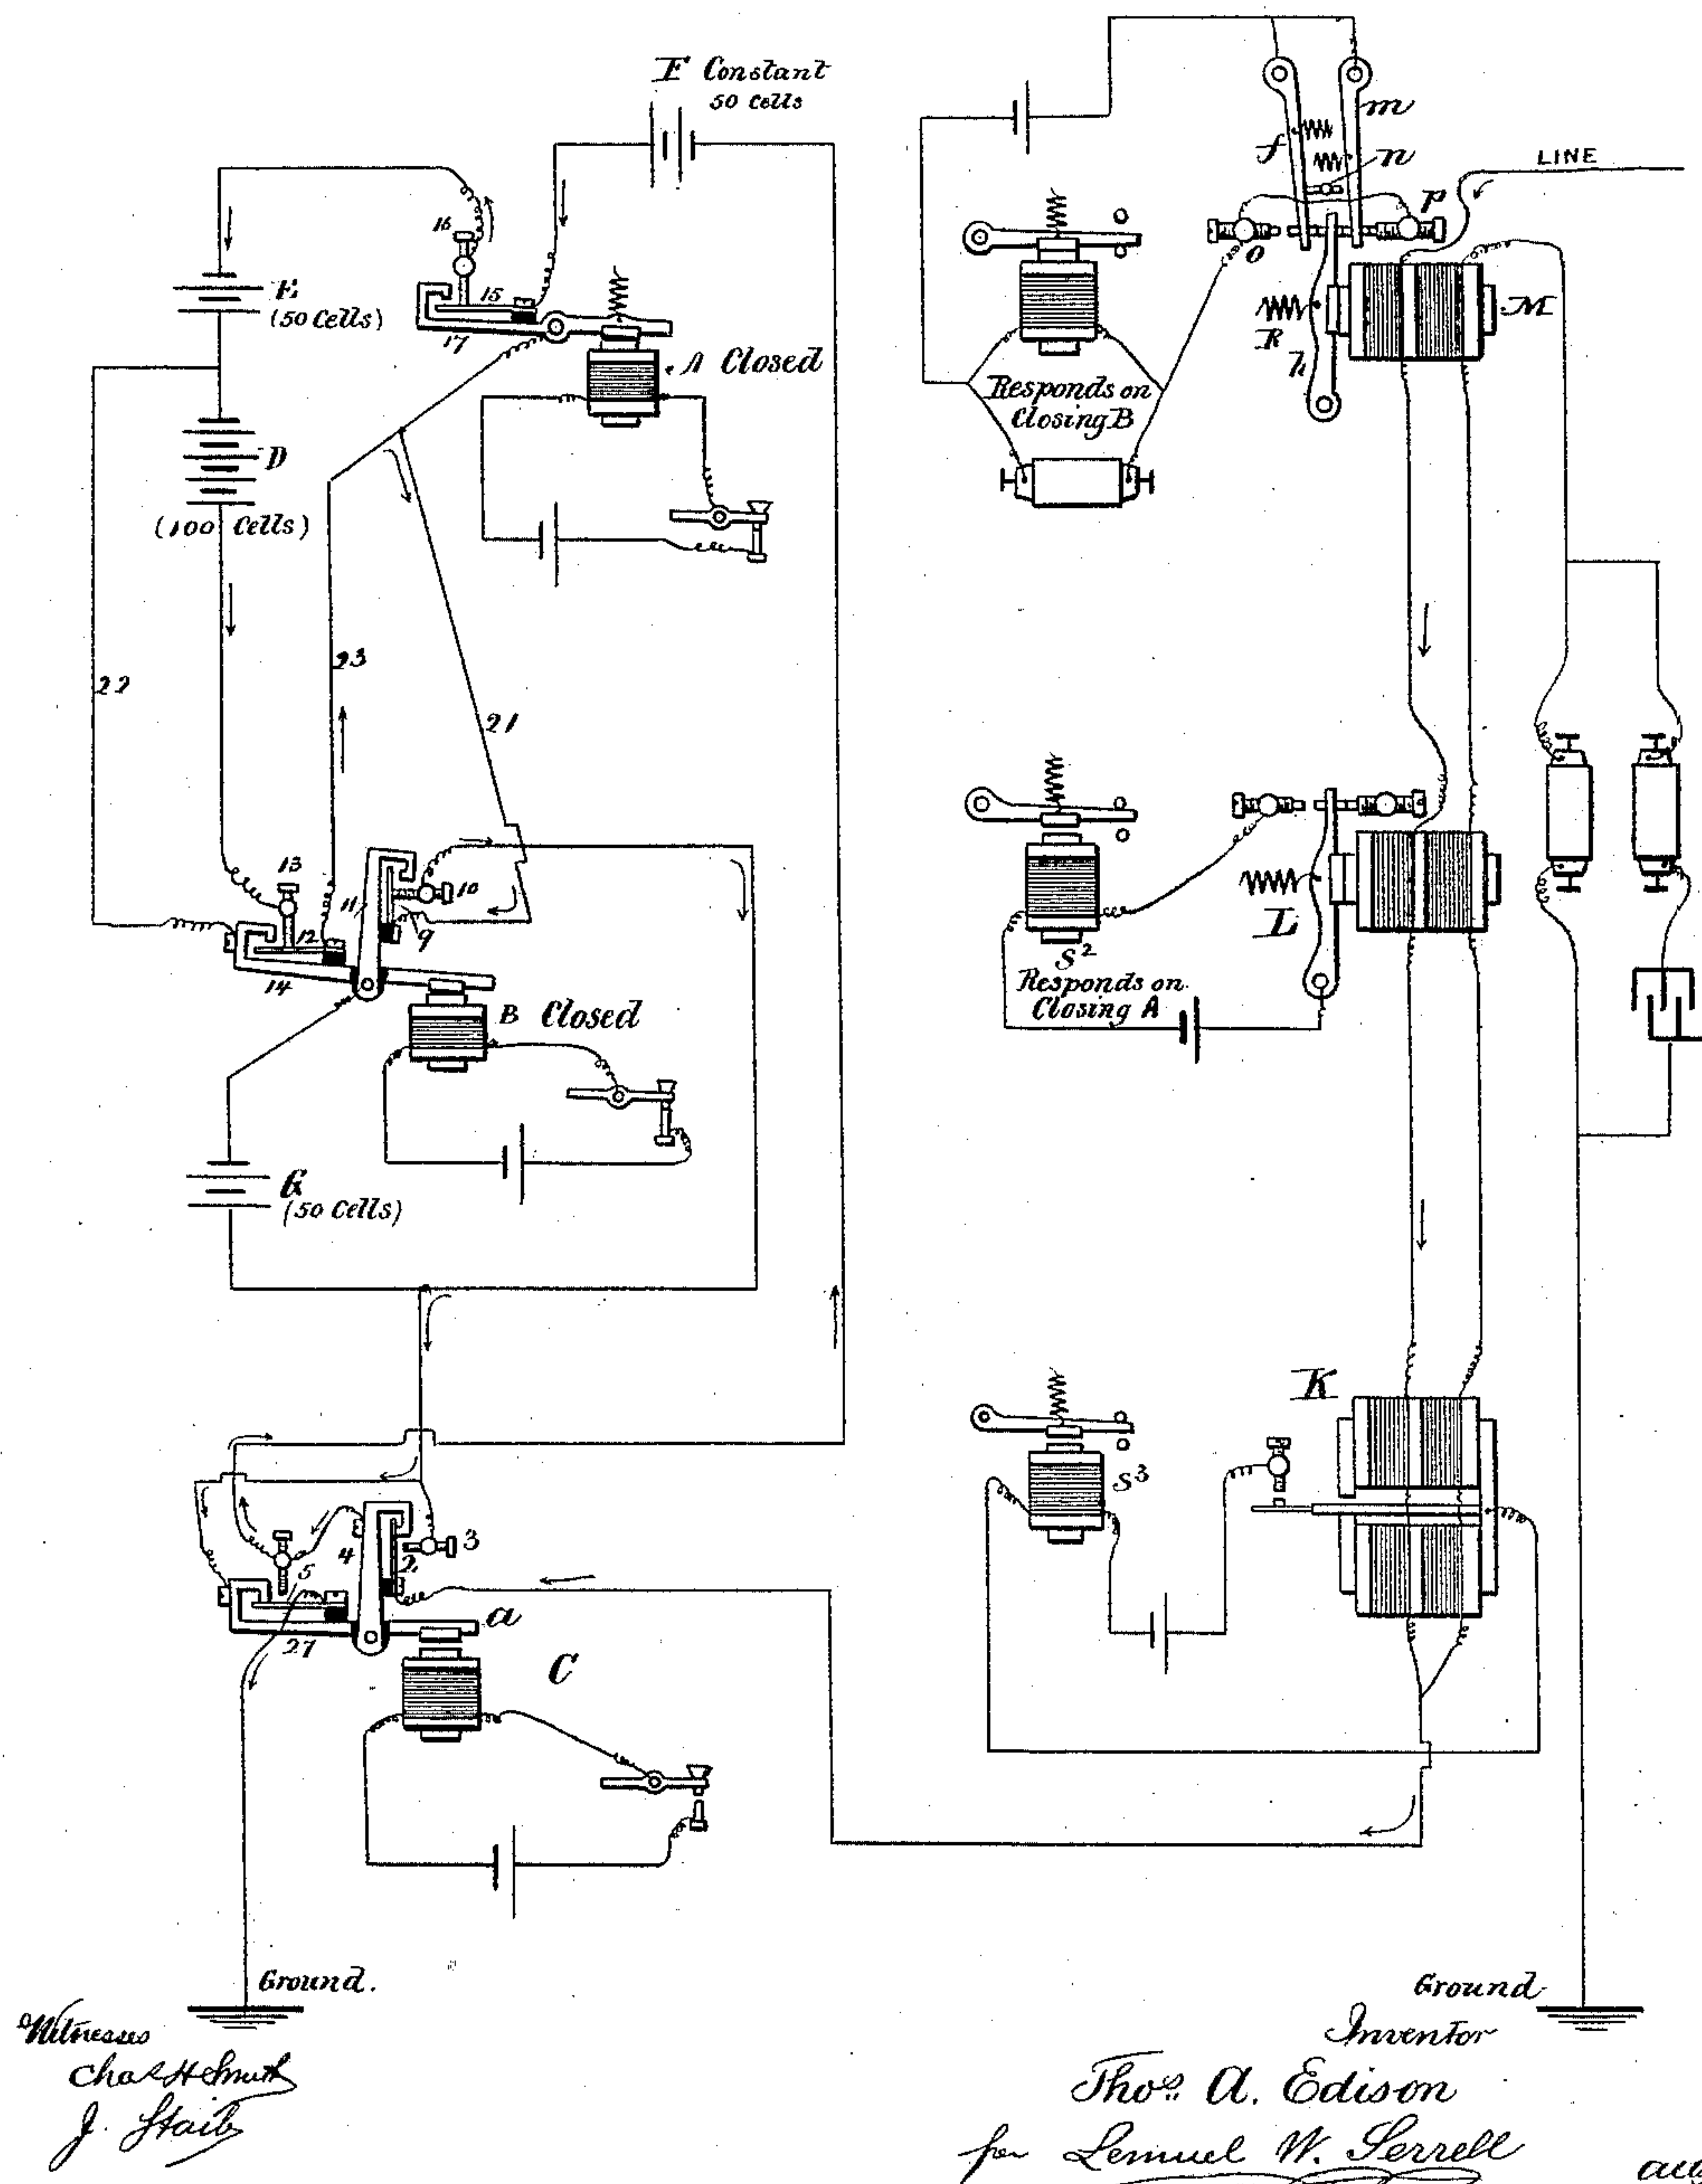 F Constant
50 cells
16
E
(50 Cells)
15
17
A Closed
D
(100 Cells)
23
22
21
13
11
10
12
9
14
B Closed
G
(50 Cells)
3
4
2
5
a
27
C
Ground.
Witnesses
Chas H Smith
J. Staib
m
f
n
LINE
P
o
M
R
h
Responds on
Closing B
L
S2
Responds on
Closing A
K
S3
Ground
Inventor
Thos. A. Edison
for Lemuel W. Serrell